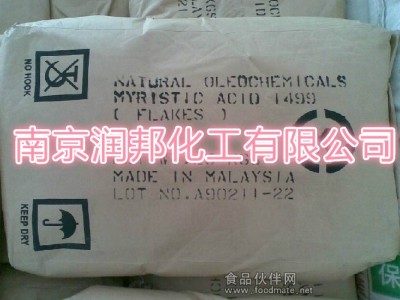 NO HOOK
NATURAL OLEOCHEMICALS
MYRISTIC ACID 1499
( FLAKES )
南京润邦化工有限公司
MADE IN MALAYSIA
LOT NO. A90211-22
KEEP DRY
食品伙伴网
www.foodmate.net